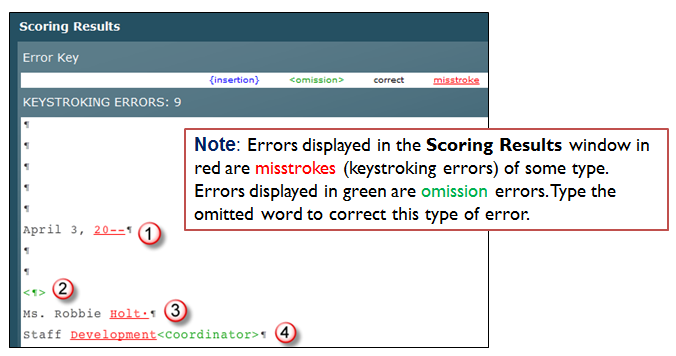 Scoring Results
Error Key
{insertion} <omission> correct misstroke
KEYSTROKING ERRORS: 9
¶
¶
¶
¶
¶
April 3, 20--¶ 1
¶
¶
<¶> 2
Ms. Robbie Holt·¶ 3
staff Development<Coordinator>¶ 4
Note: Errors displayed in the Scoring Results window in
red are misstrokes (keystroking errors) of some type.
Errors displayed in green are omission errors. Type the
omitted word to correct this type of error.